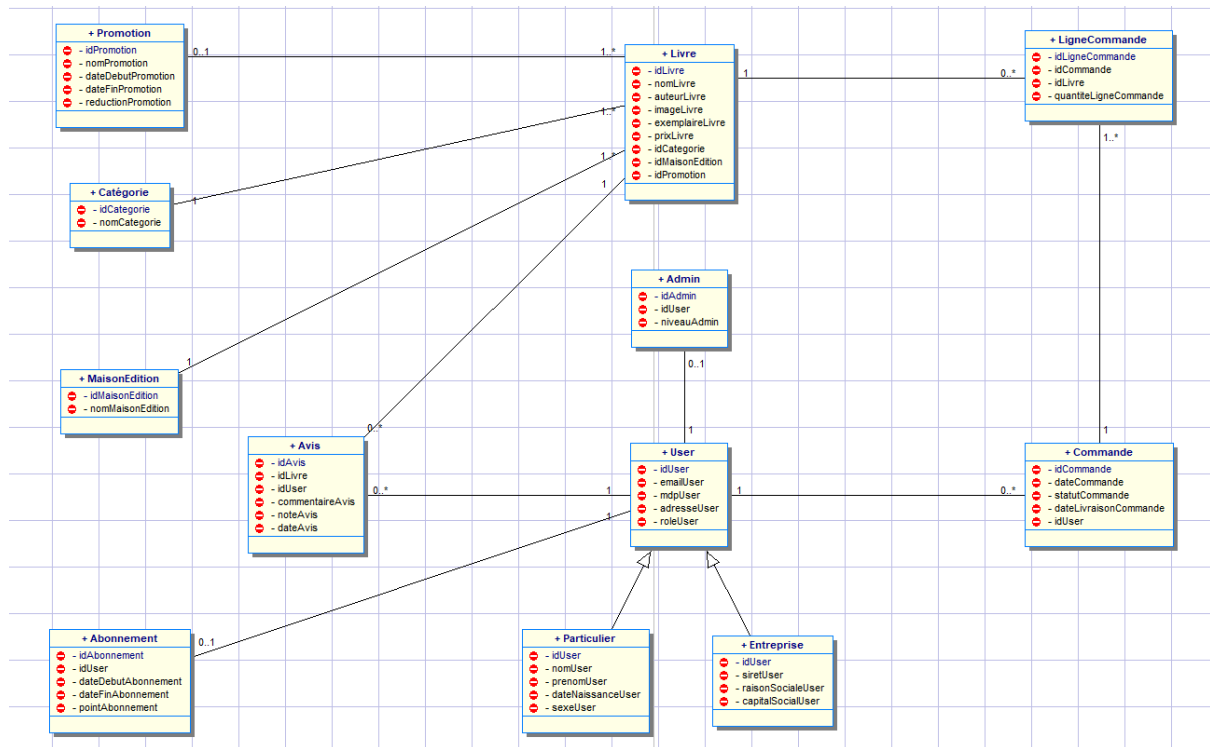 + Promotion
- idPromotion
- nomPromotion
- dateDebutPromotion
- dateFinPromotion
- reductionPromotion
0..1
1..*
+ Livre
- idLivre
- nomLivre
- auteurLivre
- imageLivre
- exemplaireLivre
- prixLivre
- idCategorie
- idMaisonEdition
- idPromotion
1
0..*
+ LigneCommande
- idLigneCommande
- idCommande
- idLivre
- quantiteLigneCommande
1..*
1..*
1..*
1
+ Catégorie
- idCategorie
- nomCategorie
1
+ Admin
- idAdmin
- idUser
- niveauAdmin
0..1
1
+ MaisonEdition
- idMaisonEdition
- nomMaisonEdition
1
0..*
+ Avis
- idAvis
- idLivre
- idUser
- commentaireAvis
- noteAvis
- dateAvis
0..*
1
1
1
+ User
- idUser
- emailUser
- mdpUser
- adresseUser
- roleUser
1
0..*
1
+ Commande
- idCommande
- dateCommande
- statutCommande
- dateLivraisonCommande
- idUser
+ Abonnement
- idAbonnement
- idUser
- dateDebutAbonnement
- dateFinAbonnement
- pointAbonnement
0..1
+ Particulier
- idUser
- nomUser
- prenomUser
- dateNaissanceUser
- sexeUser
+ Entreprise
- idUser
- siretUser
- raisonSocialeUser
- capitalSocialUser